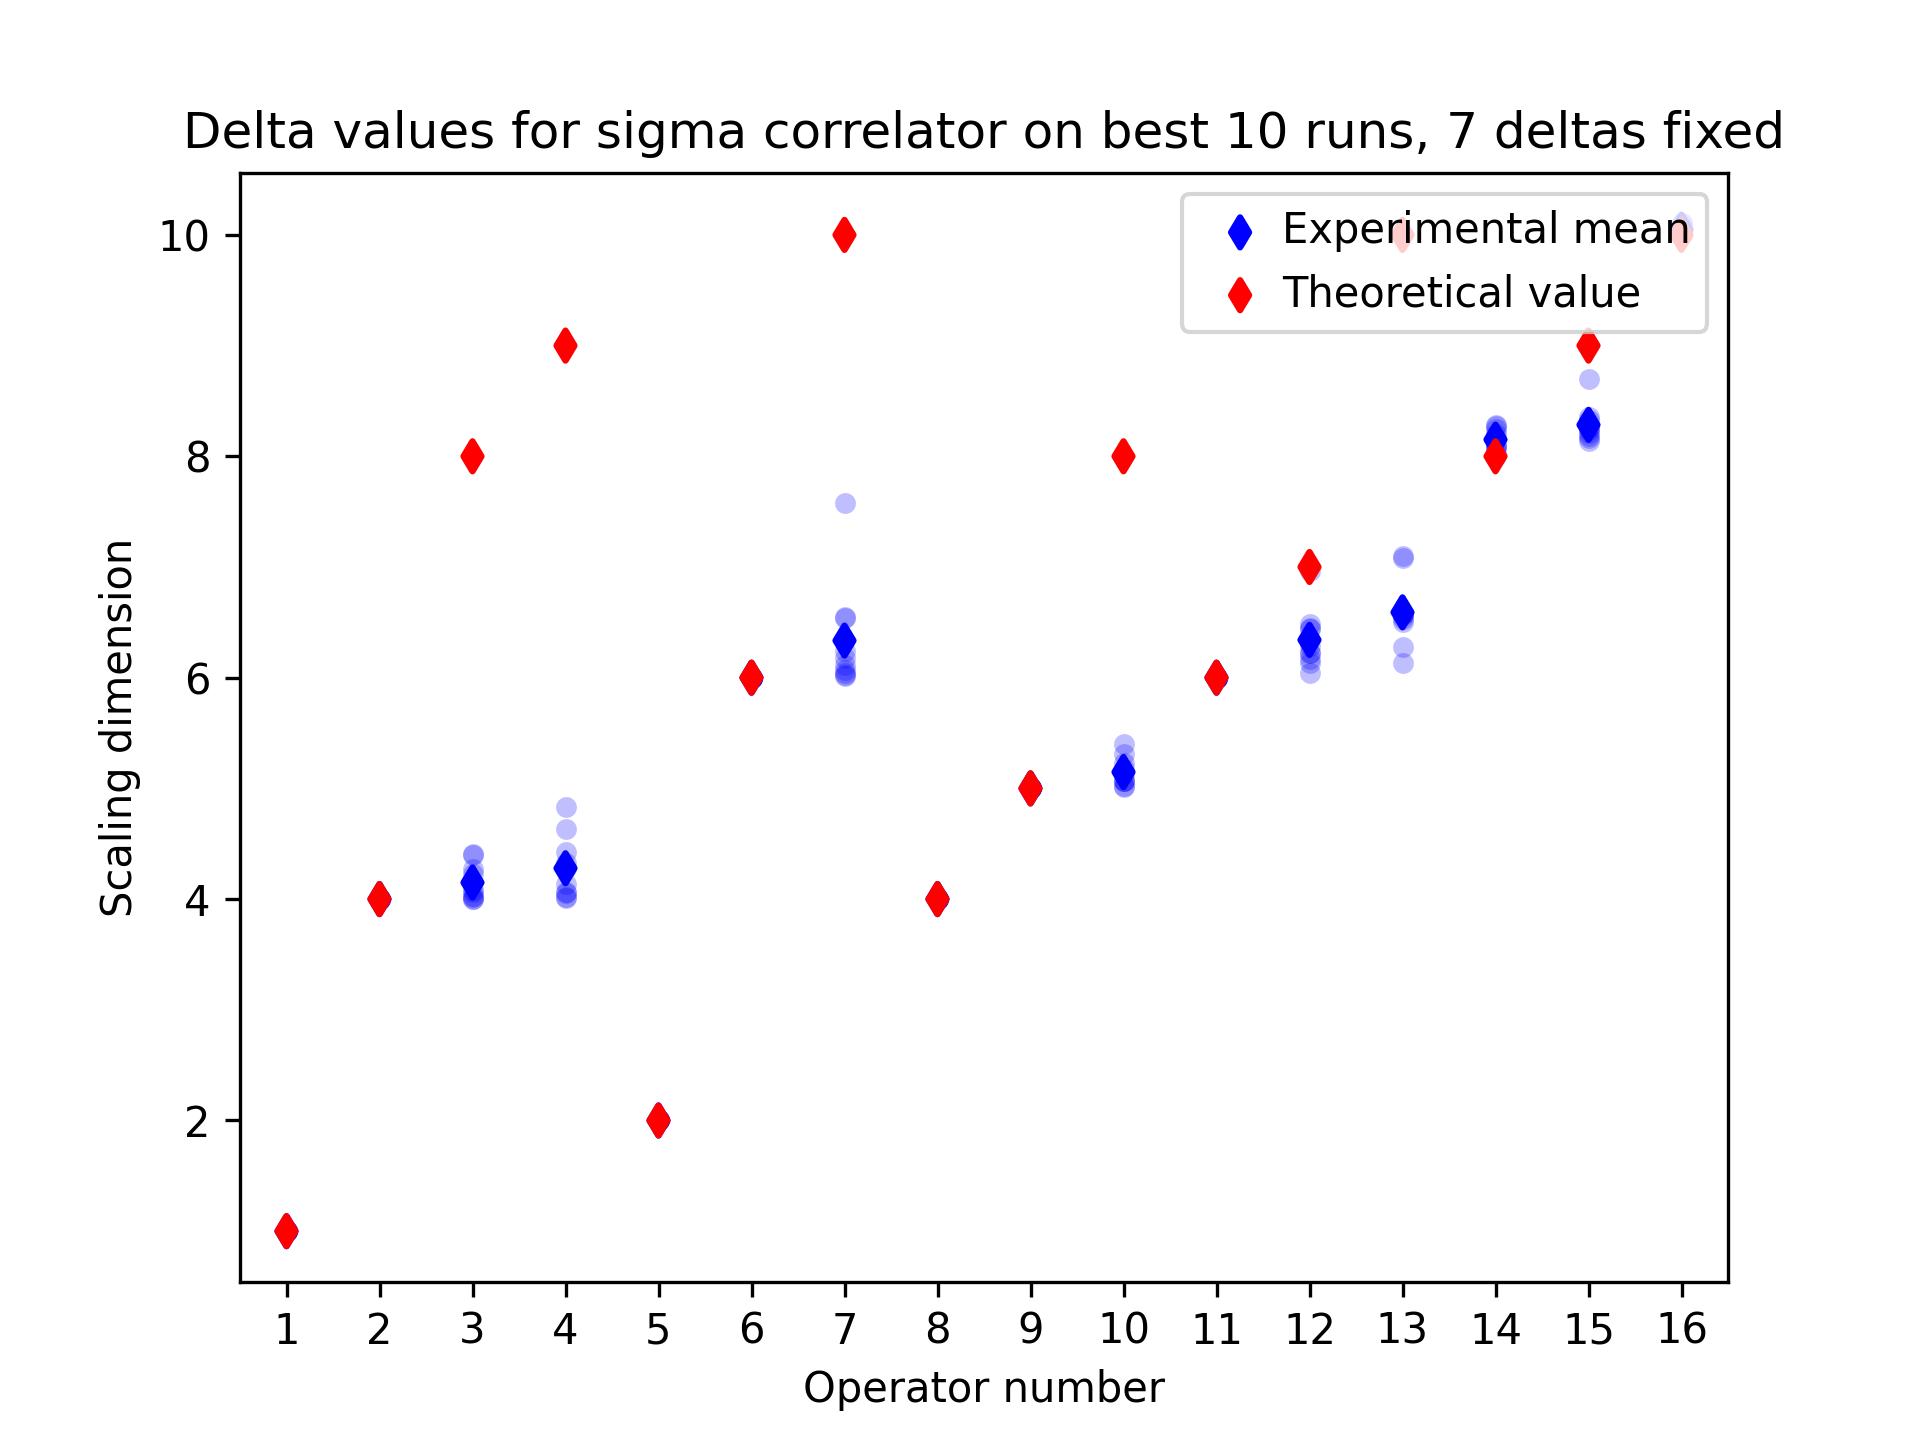 Delta values for sigma correlator on best 10 runs, 7 deltas fixed
Experimental mean
Theoretical value
10
8
6
4
2
Scaling dimension
1 2 3 4 5 6 7 8 9 10 11 12 13 14 15 16
Operator number